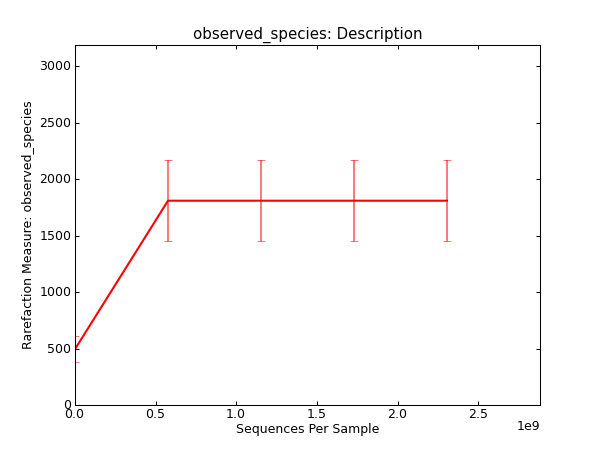 observed_species: Description
Rarefaction Measure: observed_species
3000
2500
2000
1500
1000
500
0
0.0 0.5 1.0 1.5 2.0 2.5
Sequences Per Sample
1e9